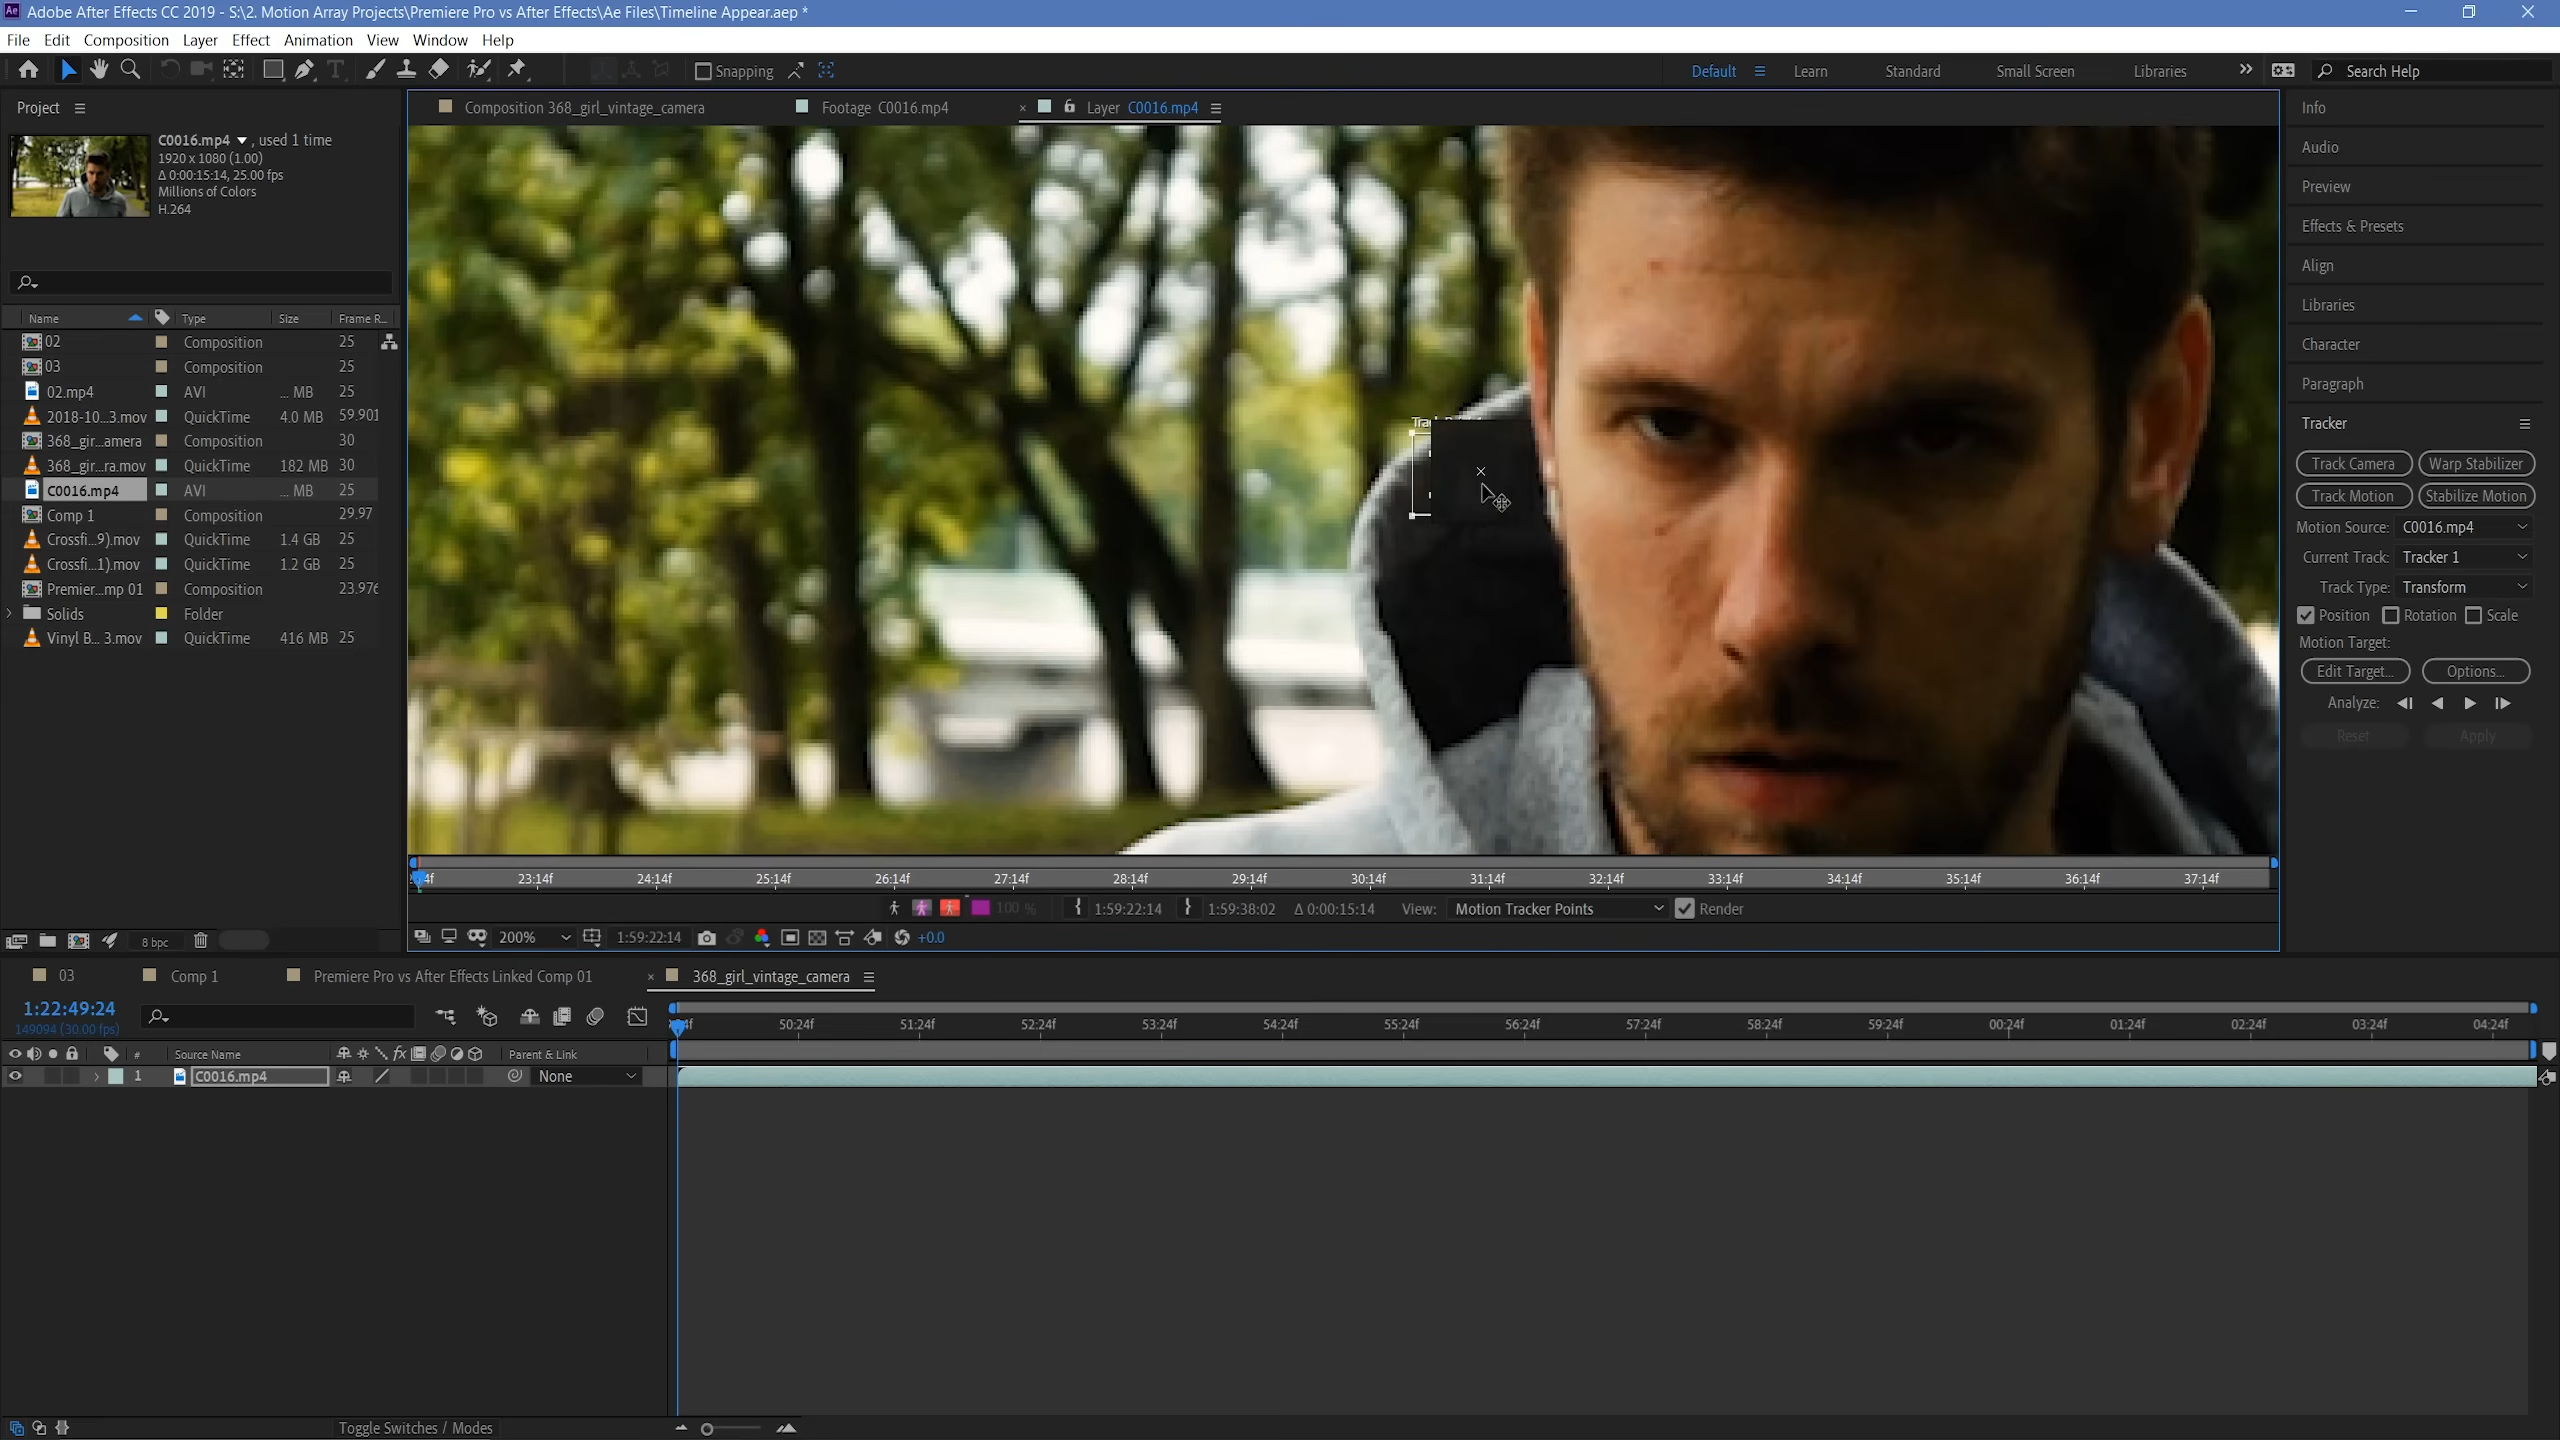 Adobe After Effects CC 2019 - S:\2. Motion Array Projects\Premiere Pro vs After Effects\Ae Files\Timeline Appear.aep *
File Edit Composition Layer Effect Animation View Window Help
Snapping
Default Learn Standard Small Screen Libraries Search Help
Project
Composition 368_girl_vintage_camera
Footage C0016.mp4
Layer C0016.mp4
C0016.mp4 , used 1 time
1920 x 1080 (1.00)
Δ 0:00:15:14, 25.00 fps
Millions of Colors
H.264
Name Type Size Frame R...
02 Composition 25
03 Composition 25
02.mp4 AVI ... MB 25
2018-10...3.mov QuickTime 4.0 MB 59.901
368_gir...amera Composition 30
368_gir...ra.mov QuickTime 182 MB 30
C0016.mp4 AVI ... MB 25
Comp 1 Composition 29.97
Crossfi...9).mov QuickTime 1.4 GB 25
Crossfi...1).mov QuickTime 1.2 GB 25
Premier...mp 01 Composition 23.976
Solids Folder
Vinyl B... 3.mov QuickTime 416 MB 25
8 bpc
Info
Audio
Preview
Effects & Presets
Align
Libraries
Character
Paragraph
Tracker
Track Camera Warp Stabilizer
Track Motion Stabilize Motion
Motion Source: C0016.mp4
Current Track: Tracker 1
Track Type: Transform
Position Rotation Scale
Motion Target:
Edit Target... Options...
Analyze:
Reset Apply
23:14f 24:14f 25:14f 26:14f 27:14f 28:14f 29:14f 30:14f 31:14f 32:14f 33:14f 34:14f 35:14f 36:14f 37:14f
100 % 1:59:22:14 1:59:38:02 Δ 0:00:15:14 View: Motion Tracker Points Render
200% 1:59:22:14 +0.0
03 Comp 1 Premiere Pro vs After Effects Linked Comp 01 368_girl_vintage_camera
1:22:49:24
149094 (30.00 fps)
50:24f 51:24f 52:24f 53:24f 54:24f 55:24f 56:24f 57:24f 58:24f 59:24f 00:24f 01:24f 02:24f 03:24f 04:24f
# Source Name fx Parent & Link
1 C0016.mp4 None
Toggle Switches / Modes